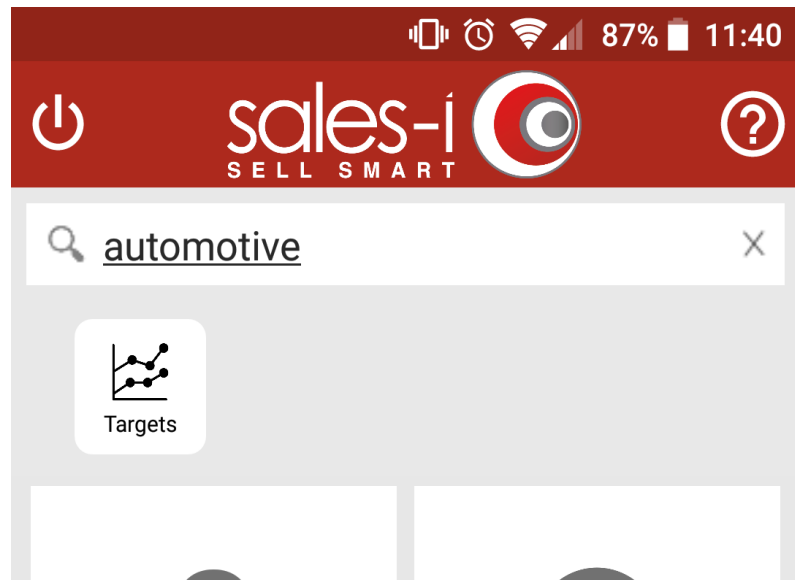 87% 11:40
sales-i
SELL SMART
?
automotive
X
Targets